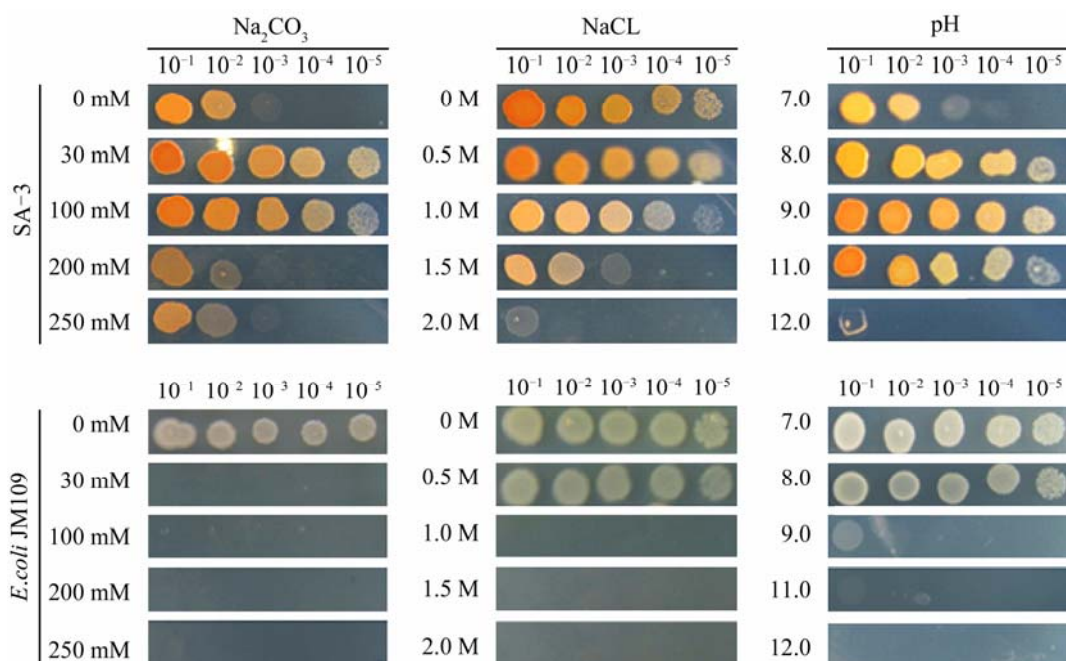 Na₂CO₃ NaCL pH
10⁻¹ 10⁻² 10⁻³ 10⁻⁴ 10⁻⁵ 10⁻¹ 10⁻² 10⁻³ 10⁻⁴ 10⁻⁵ 10⁻¹ 10⁻² 10⁻³ 10⁻⁴ 10⁻⁵
SA-3
0 mM 0 M 7.0
30 mM 0.5 M 8.0
100 mM 1.0 M 9.0
200 mM 1.5 M 11.0
250 mM 2.0 M 12.0
10 ¹ 10 ² 10 ³ 10 ⁴ 10 ⁵ 10⁻¹ 10⁻² 10⁻³ 10⁻⁴ 10⁻⁵ 10⁻¹ 10⁻² 10⁻³ 10⁻⁴ 10⁻⁵
E.coli JM109
0 mM 0 M 7.0
30 mM 0.5 M 8.0
100 mM 1.0 M 9.0
200 mM 1.5 M 11.0
250 mM 2.0 M 12.0